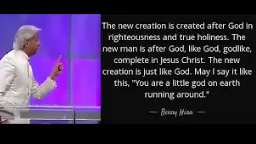 The new creation is created after God in
righteousness and true holiness. The
new man is after God, like God, godlike,
complete in Jesus Christ. The new
creation is just like God. May I say it like
this, "You are a little god on earth
running around."
Benny Hinn